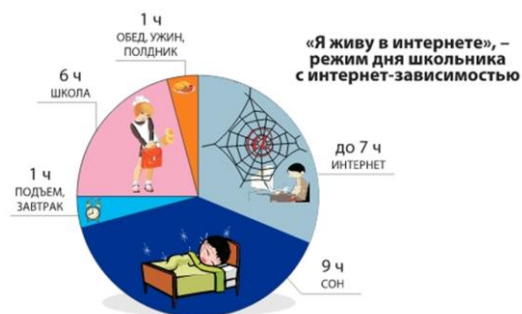 1 ч
ОБЕД, УЖИН,
ПОЛДНИК
«Я живу в интернете», –
режим дня школьника
с интернет-зависимостью
6 ч
ШКОЛА
до 7 ч
ИНТЕРНЕТ
1 ч
ПОДЪЕМ,
ЗАВТРАК
9 ч
СОН